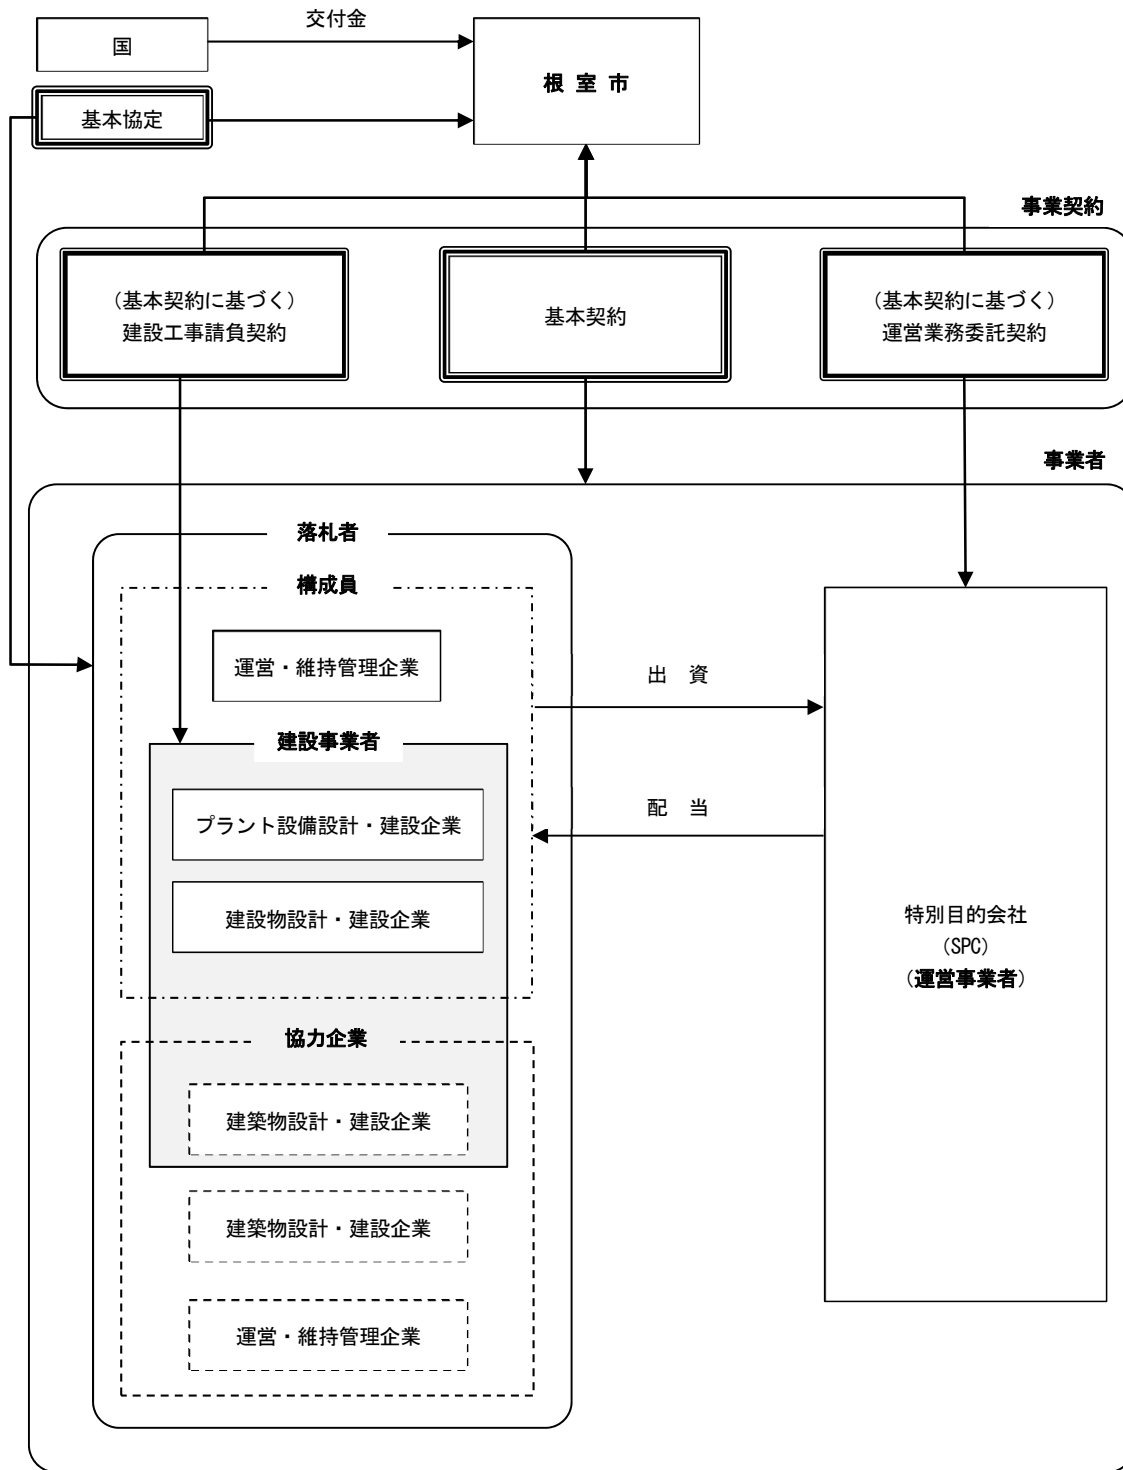 交付金
国
根 室 市
基本協定
事業契約
（基本契約に基づく）
建設工事請負契約
基本契約
（基本契約に基づく）
運営業務委託契約
事業者
落札者
構成員
運営・維持管理企業
出　資
建設事業者
プラント設備設計・建設企業
配　当
建設物設計・建設企業
特別目的会社
(SPC)
（運営事業者）
協力企業
建築物設計・建設企業
建築物設計・建設企業
運営・維持管理企業